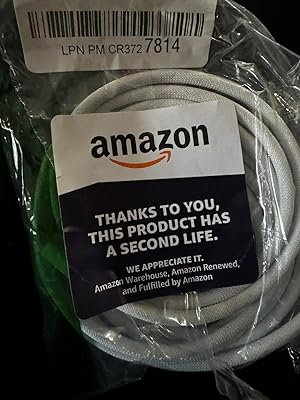 LPN PM CR372 7814
amazon
THANKS TO YOU,
THIS PRODUCT HAS
A SECOND LIFE.
WE APPRECIATE IT.
Amazon Warehouse, Amazon Renewed,
and Fulfilled by Amazon